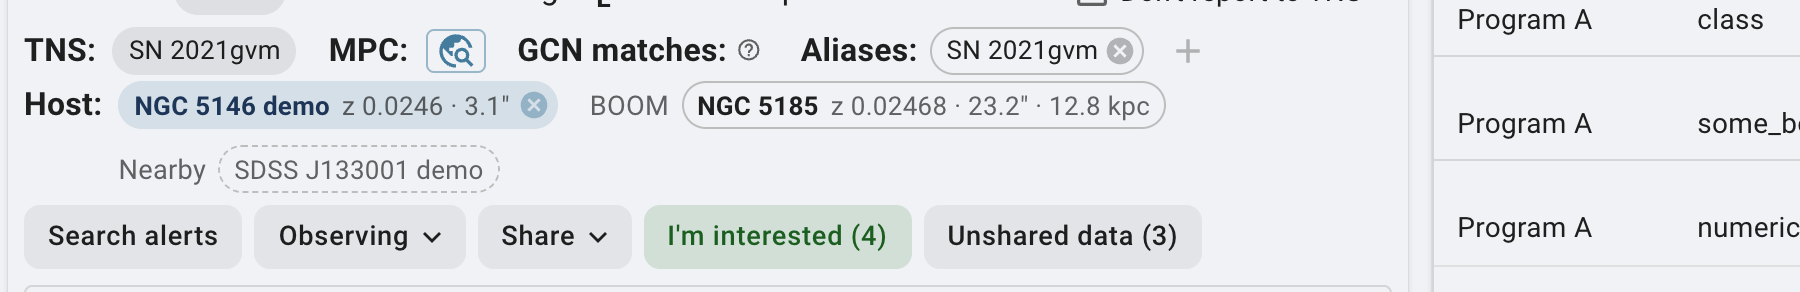 TNS: SN 2021gvm MPC: GCN matches: Aliases: SN 2021gvm
Host: NGC 5146 demo z 0.0246 · 3.1" BOOM NGC 5185 z 0.02468 · 23.2" · 12.8 kpc
Nearby SDSS J133001 demo
Search alerts Observing Share I'm interested (4) Unshared data (3)
Program A class
Program A
Program A numeric